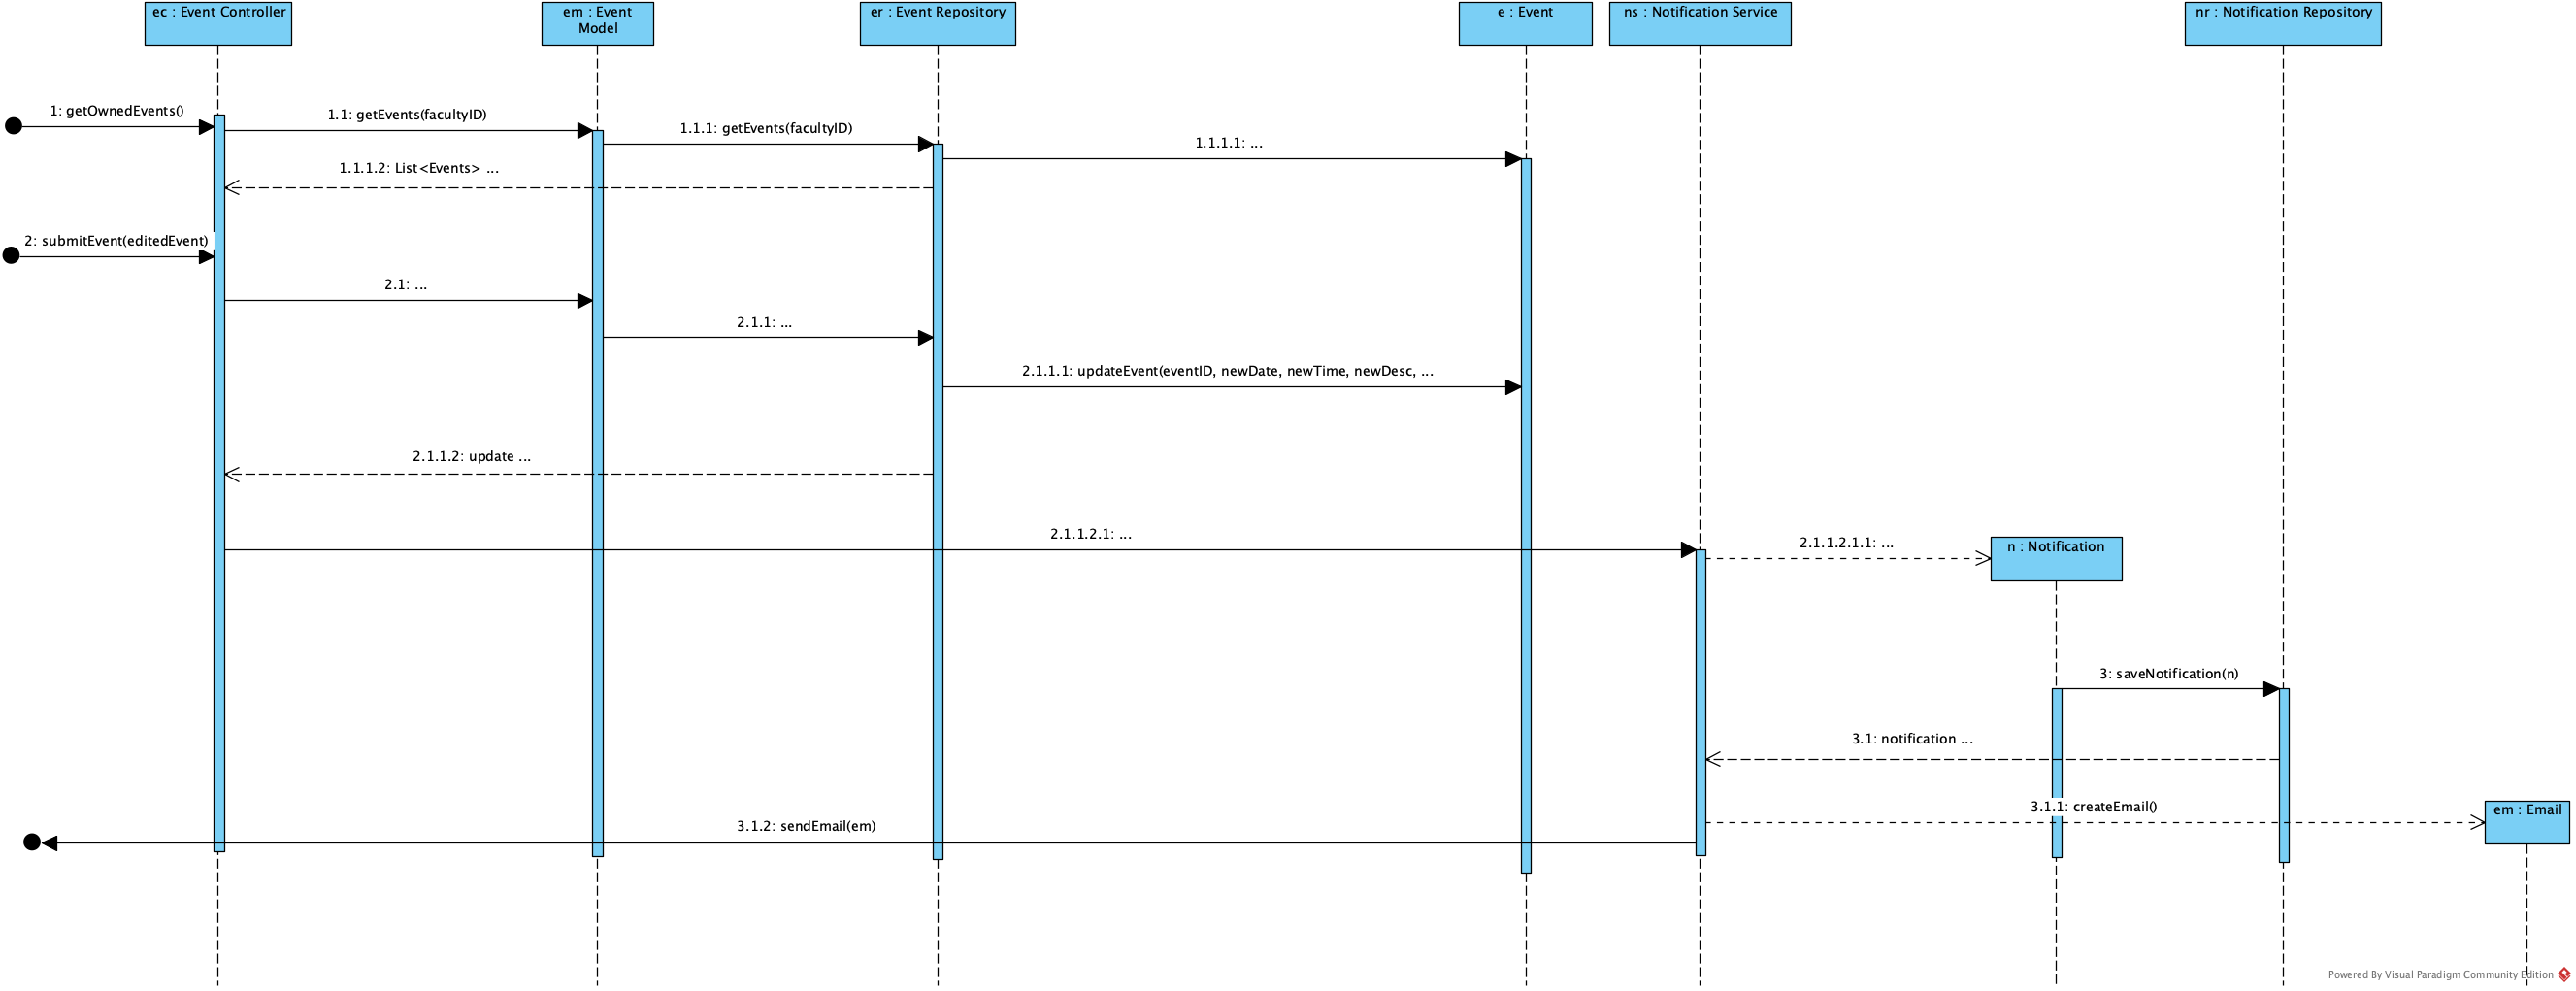 ec : Event Controller
em : Event
Model
er : Event Repository
e : Event
ns : Notification Service
nr : Notification Repository
1: getOwnedEvents()
1.1: getEvents(facultyID)
1.1.1: getEvents(facultyID)
1.1.1.1: ...
1.1.1.2: List<Events> ...
2: submitEvent(editedEvent)
2.1: ...
2.1.1: ...
2.1.1.1: updateEvent(eventID, newDate, newTime, newDesc, ...
2.1.1.2: update ...
2.1.1.2.1: ...
2.1.1.2.1.1: ...
n : Notification
3: saveNotification(n)
3.1: notification ...
3.1.1: createEmail()
em : Email
3.1.2: sendEmail(em)
Powered By Visual Paradigm Community Edition